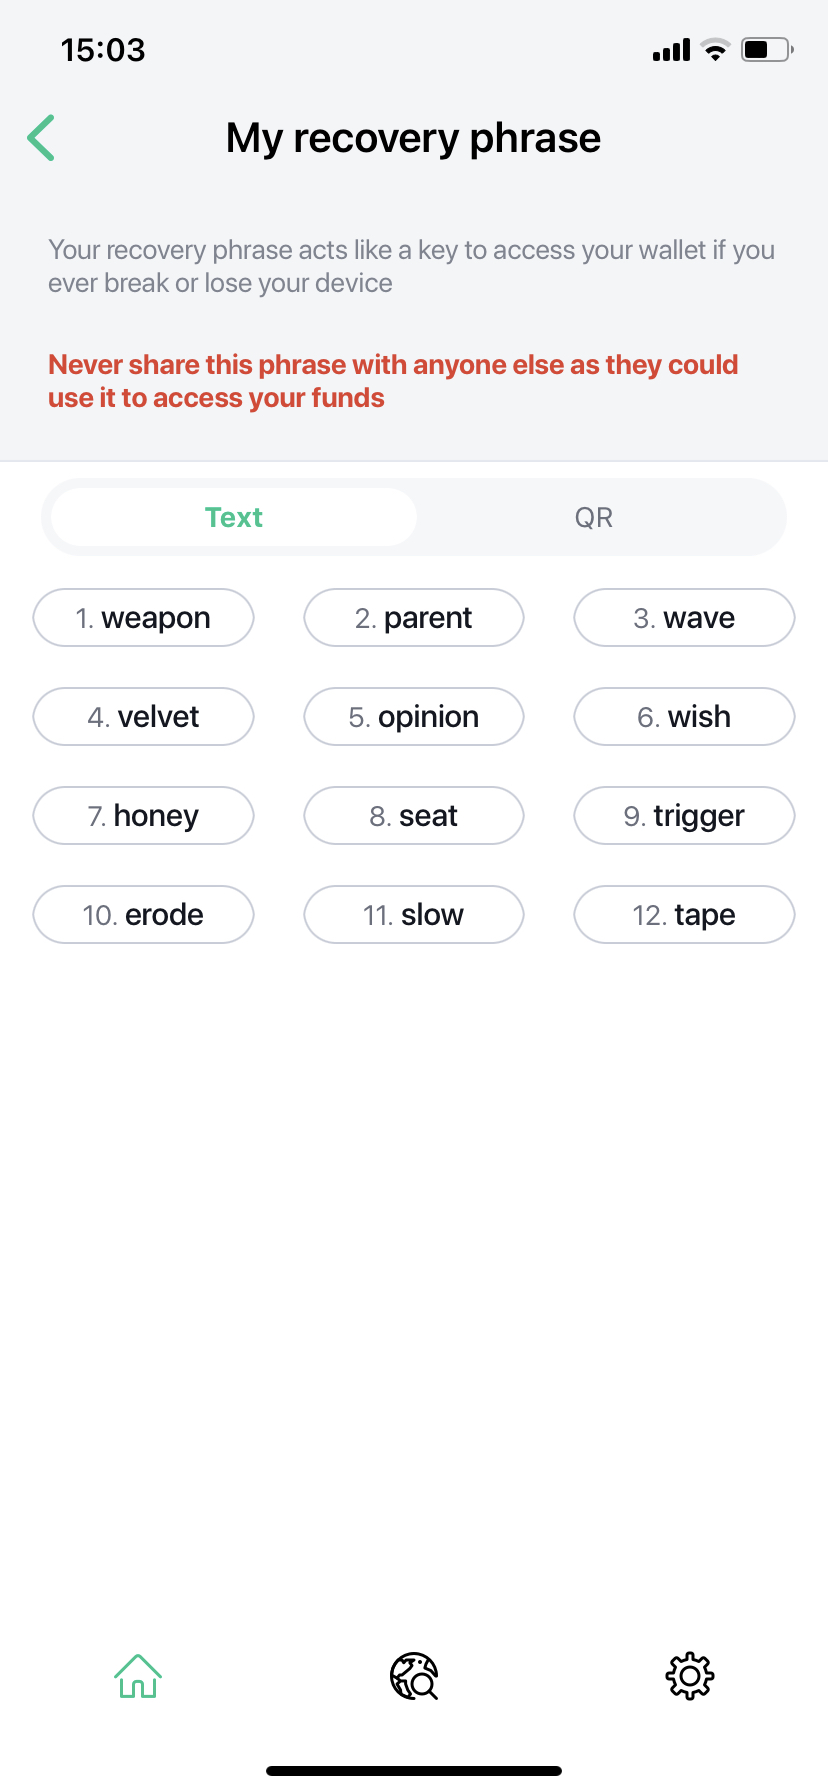 15:03
My recovery phrase
Your recovery phrase acts like a key to access your wallet if you
ever break or lose your device
Never share this phrase with anyone else as they could
use it to access your funds
Text QR
1. weapon 2. parent 3. wave
4. velvet 5. opinion 6. wish
7. honey 8. seat 9. trigger
10. erode 11. slow 12. tape